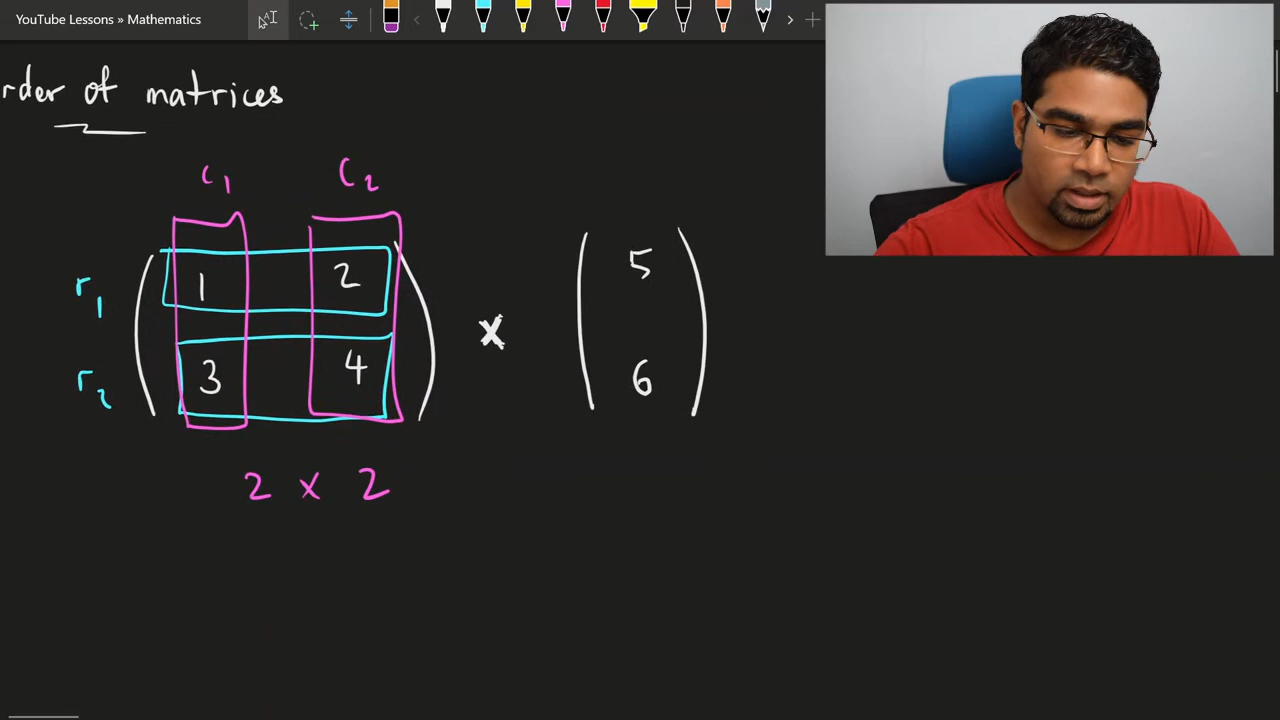 YouTube Lessons » Mathematics
rder of matrices
C1 C2
r1 1 2 x 5
r2 3 4 6
2 x 2